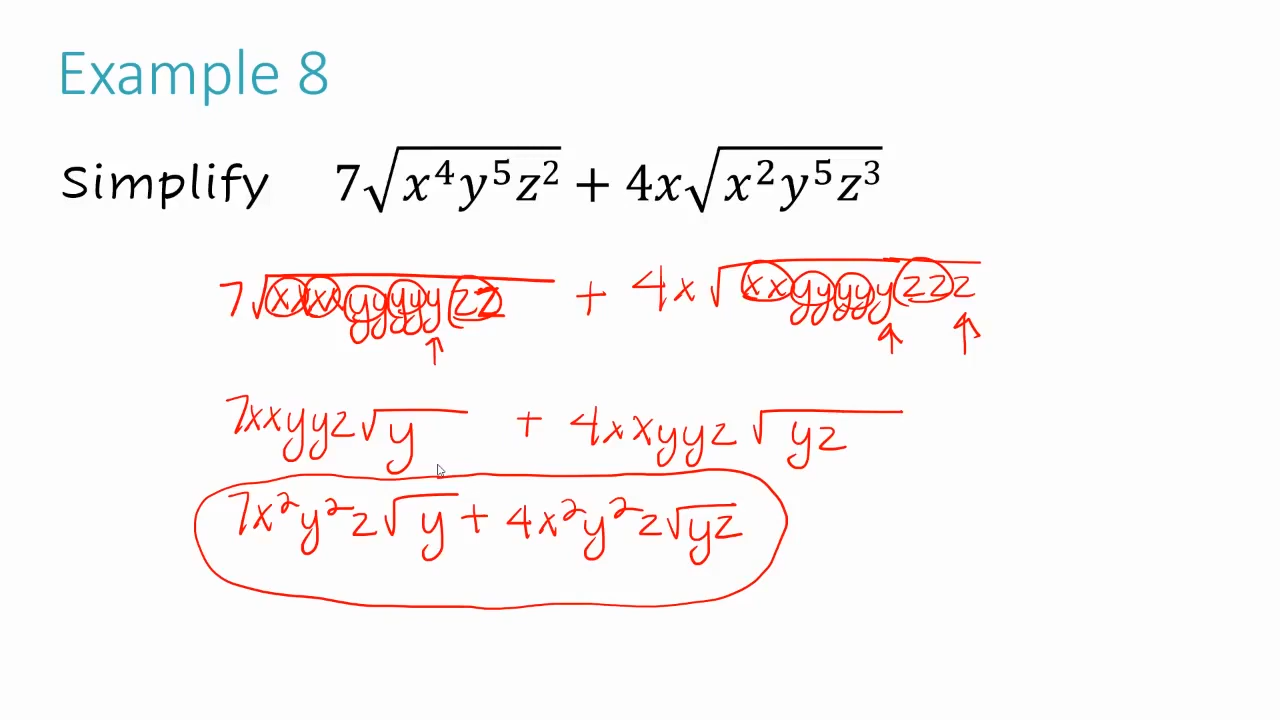 Example 8
Simplify 7√(x⁴y⁵z²) + 4x√(x²y⁵z³)
7√(xxxxyyyyyzz) + 4x√(xxyyyyyzzz)
7xxyyz√y + 4xxyyz√(yz)
7x²y²z√y + 4x²y²z√(yz)